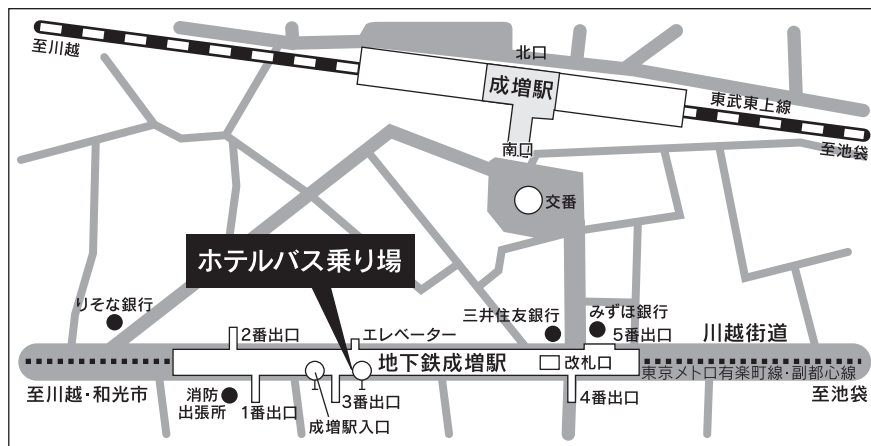 北口
至川越
成増駅
東武東上線
至池袋
南口
交番
ホテルバス乗り場
りそな銀行
三井住友銀行
みずほ銀行
2番出口
エレベーター
5番出口
川越街道
地下鉄成増駅
改札口
東京メトロ有楽町線・副都心線
至川越・和光市
消防
出張所
1番出口
3番出口
4番出口
至池袋
成増駅入口